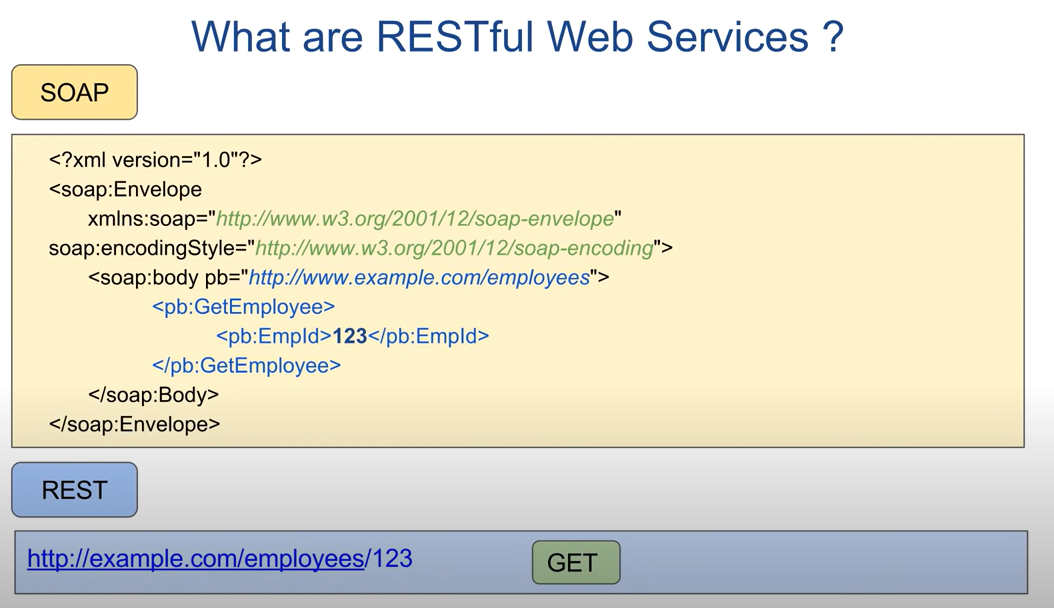 What are RESTful Web Services ?
SOAP
<?xml version="1.0"?>
<soap:Envelope
xmlns:soap="http://www.w3.org/2001/12/soap-envelope"
soap:encodingStyle="http://www.w3.org/2001/12/soap-encoding">
<soap:body pb="http://www.example.com/employees">
<pb:GetEmployee>
<pb:EmpId>123</pb:EmpId>
</pb:GetEmployee>
</soap:Body>
</soap:Envelope>
REST
http://example.com/employees/123 GET